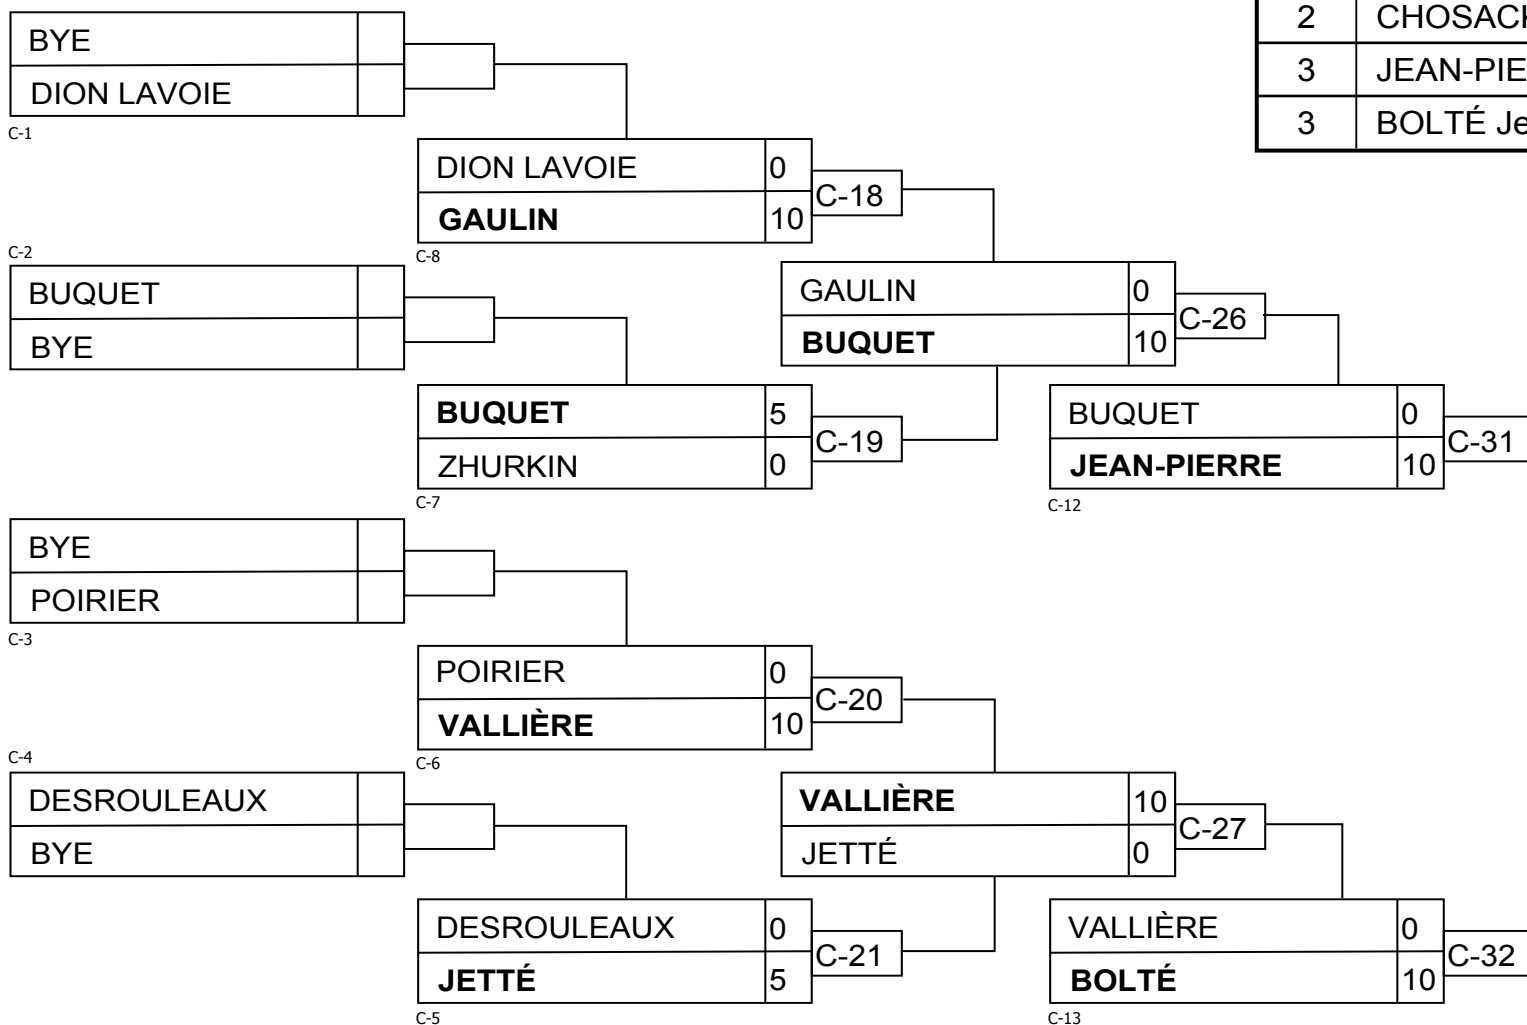 BYE
DION LAVOIE
C-1
2
3
3 BOLTÉ
DION LAVOIE 0
GAULIN 10
C-18
C-8
C-2
BUQUET
BYE
GAULIN 0
BUQUET 10
C-26
BUQUET 5
ZHURKIN 0
C-19
C-7
BUQUET 0
JEAN-PIERRE 10
C-31
C-12
BYE
POIRIER
C-3
POIRIER 0
VALLIÈRE 10
C-20
C-6
C-4
DESROULEAUX
BYE
VALLIÈRE 10
JETTÉ 0
C-27
DESROULEAUX 0
JETTÉ 5
C-21
C-5
VALLIÈRE 0
BOLTÉ 10
C-32
C-13